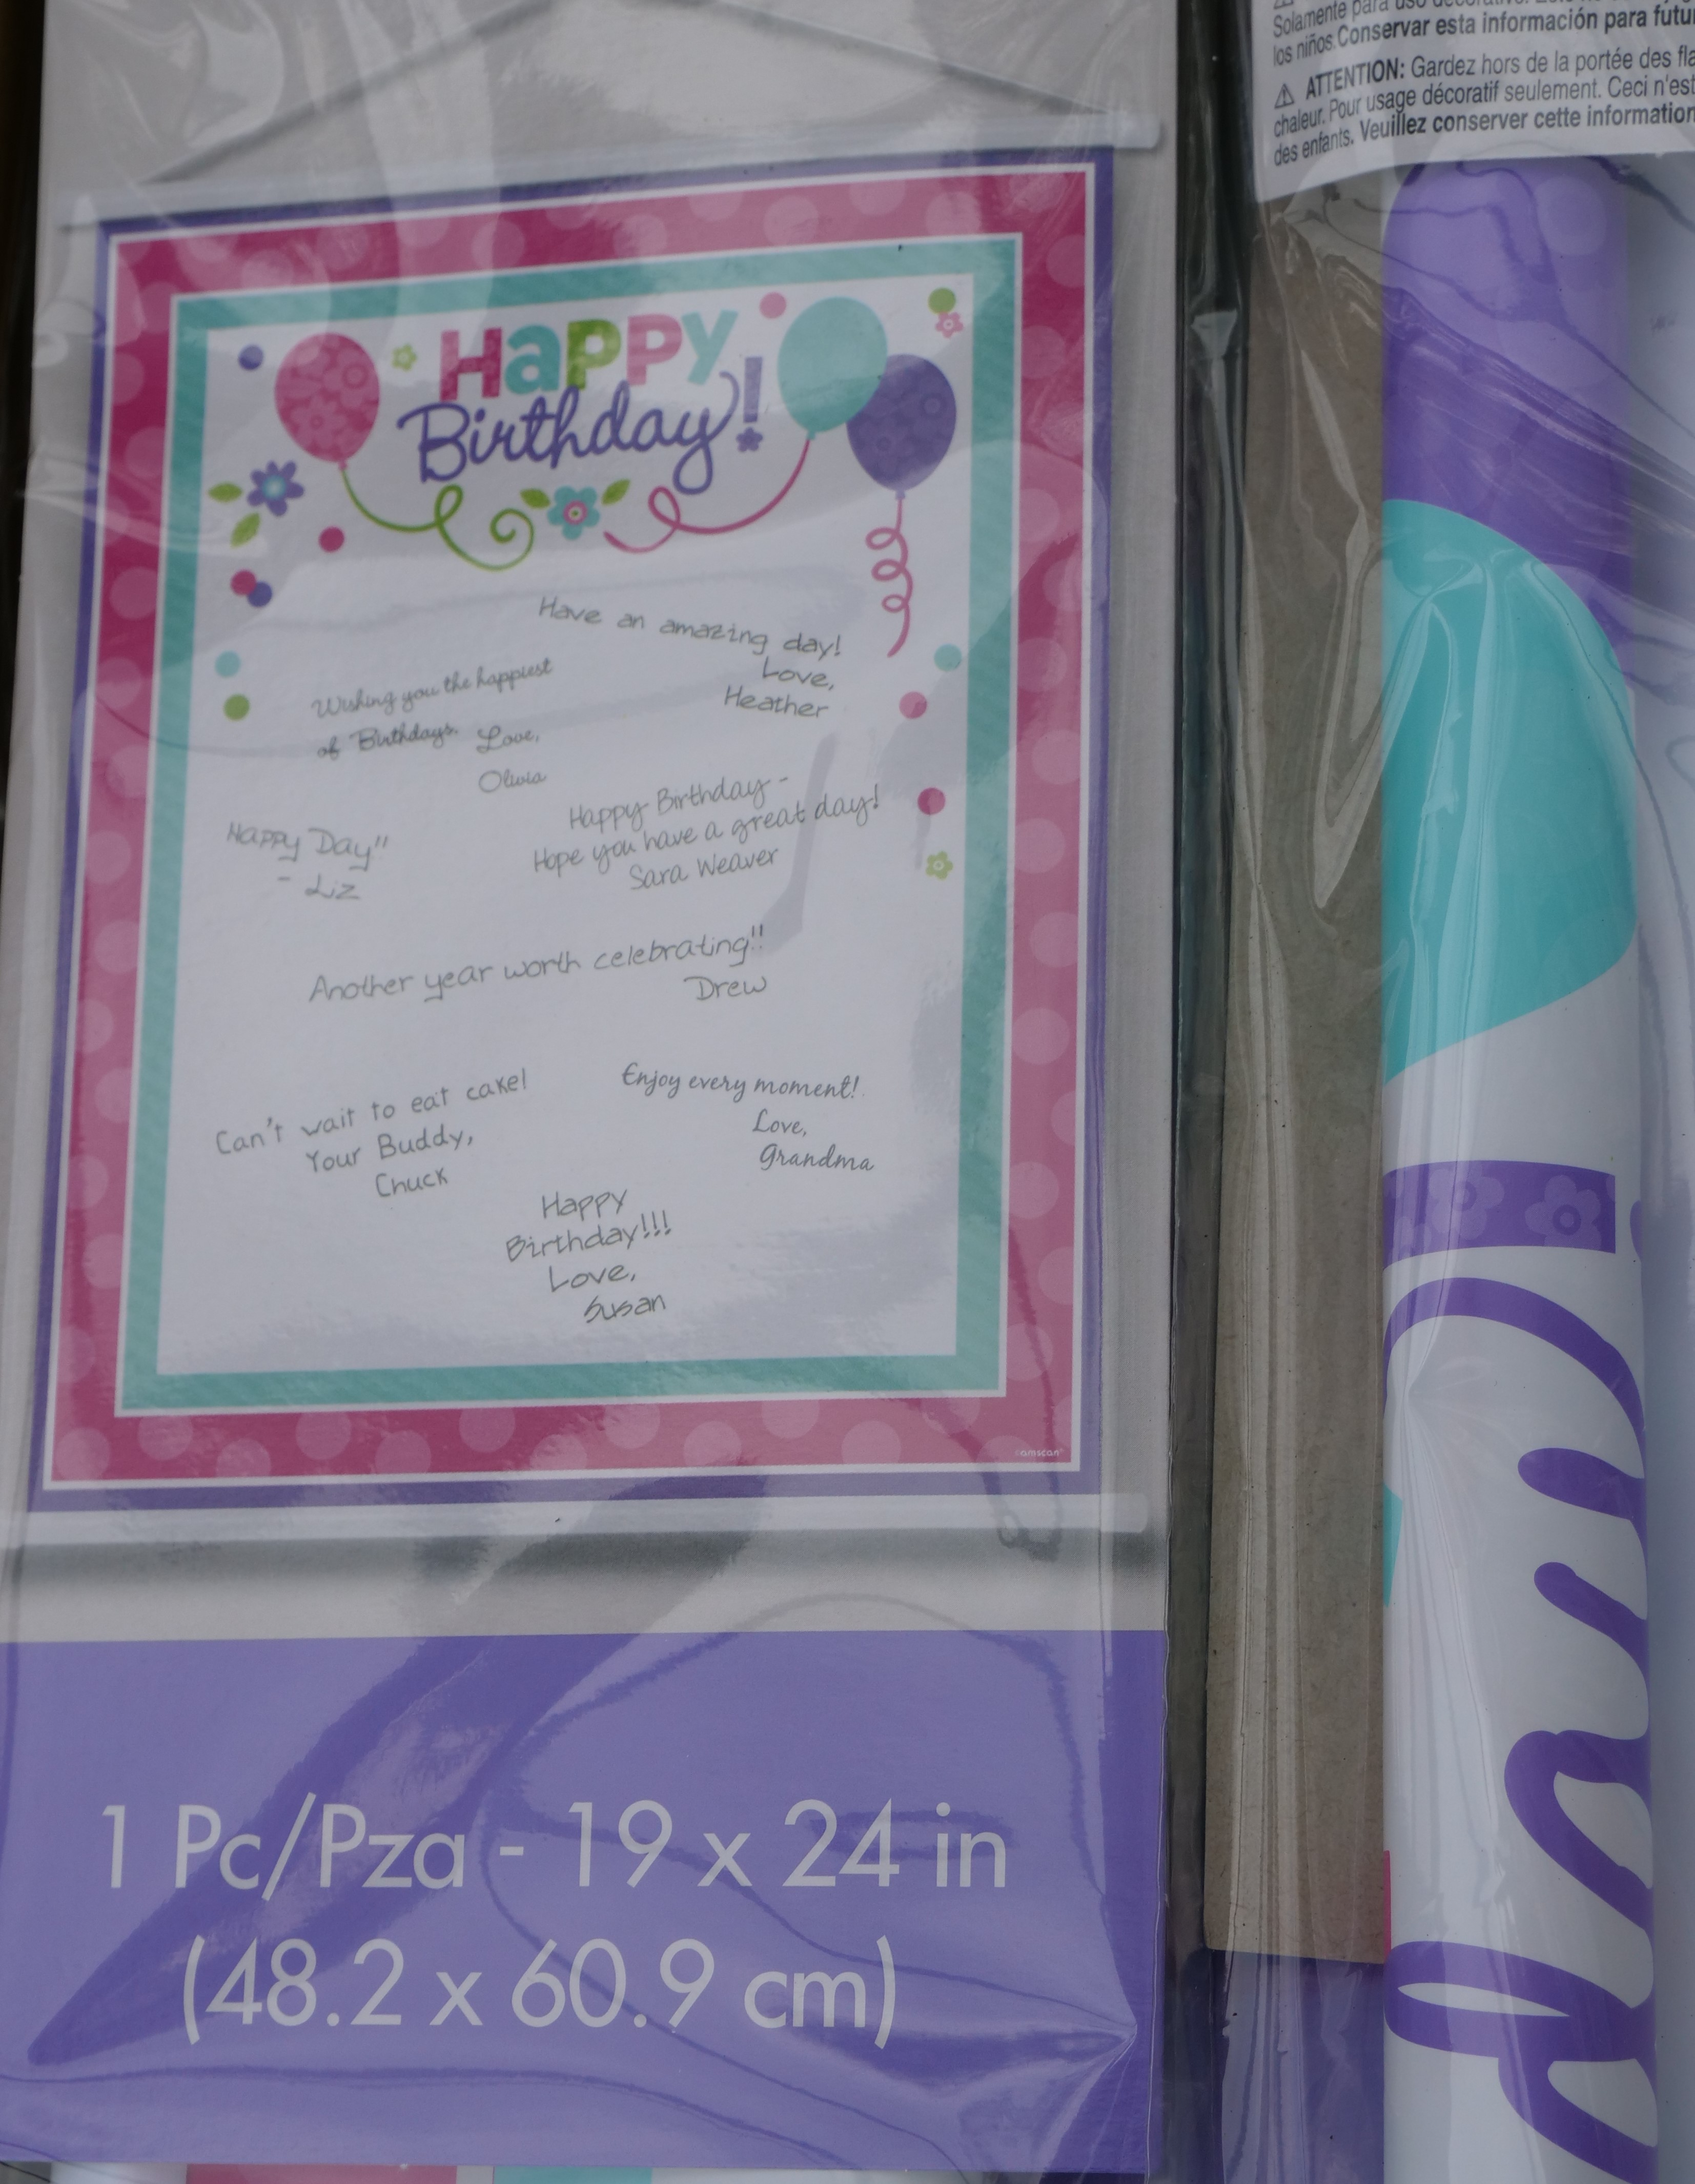 HaPPy
Birthday!
Have an amazing day!
Love,
Heather
Wishing you the happiest
of Birthdays.
Love,
Olivia
Happy Birthday -
Hope you have a great day!
Sara Weaver
Happy Day!!
- Liz
Another year worth celebrating!!
Drew
Can't wait to eat cake!
Your Buddy,
Chuck
Enjoy every moment!
Love,
Grandma
Happy
Birthday!!!
Love,
Susan
©amscan®
1 Pc/Pza - 19 x 24 in
(48.2 x 60.9 cm)
Solamente para uso decorativo.
los niños. Conservar esta información para
⚠ ATTENTION: Gardez hors de la portée des
chaleur. Pour usage décoratif seulement. Ceci n'est
des enfants. Veuillez conserver cette information